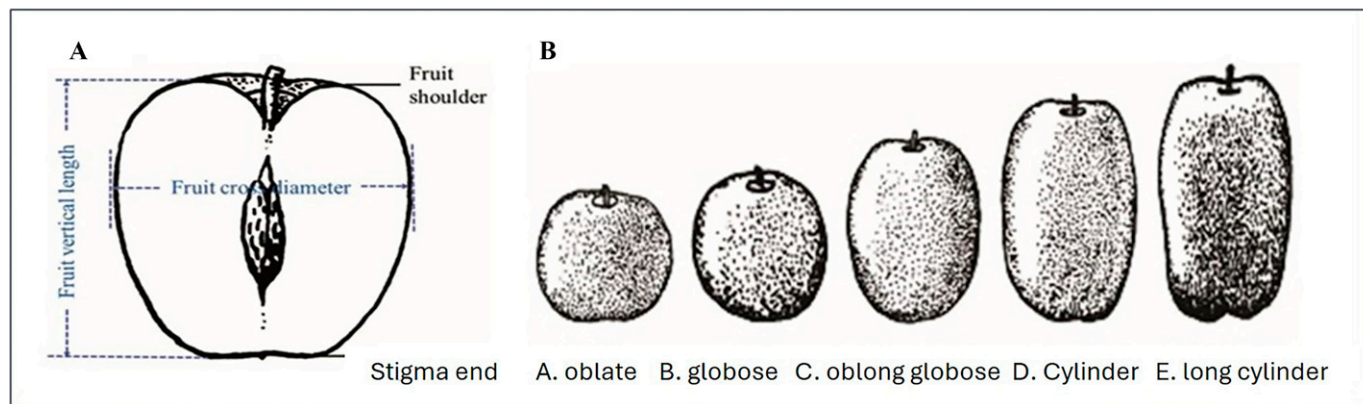 A
B
Fruit
shoulder
Fruit vertical length
Fruit cross diameter
Stigma end
A. oblate B. globose C. oblong globose D. Cylinder E. long cylinder